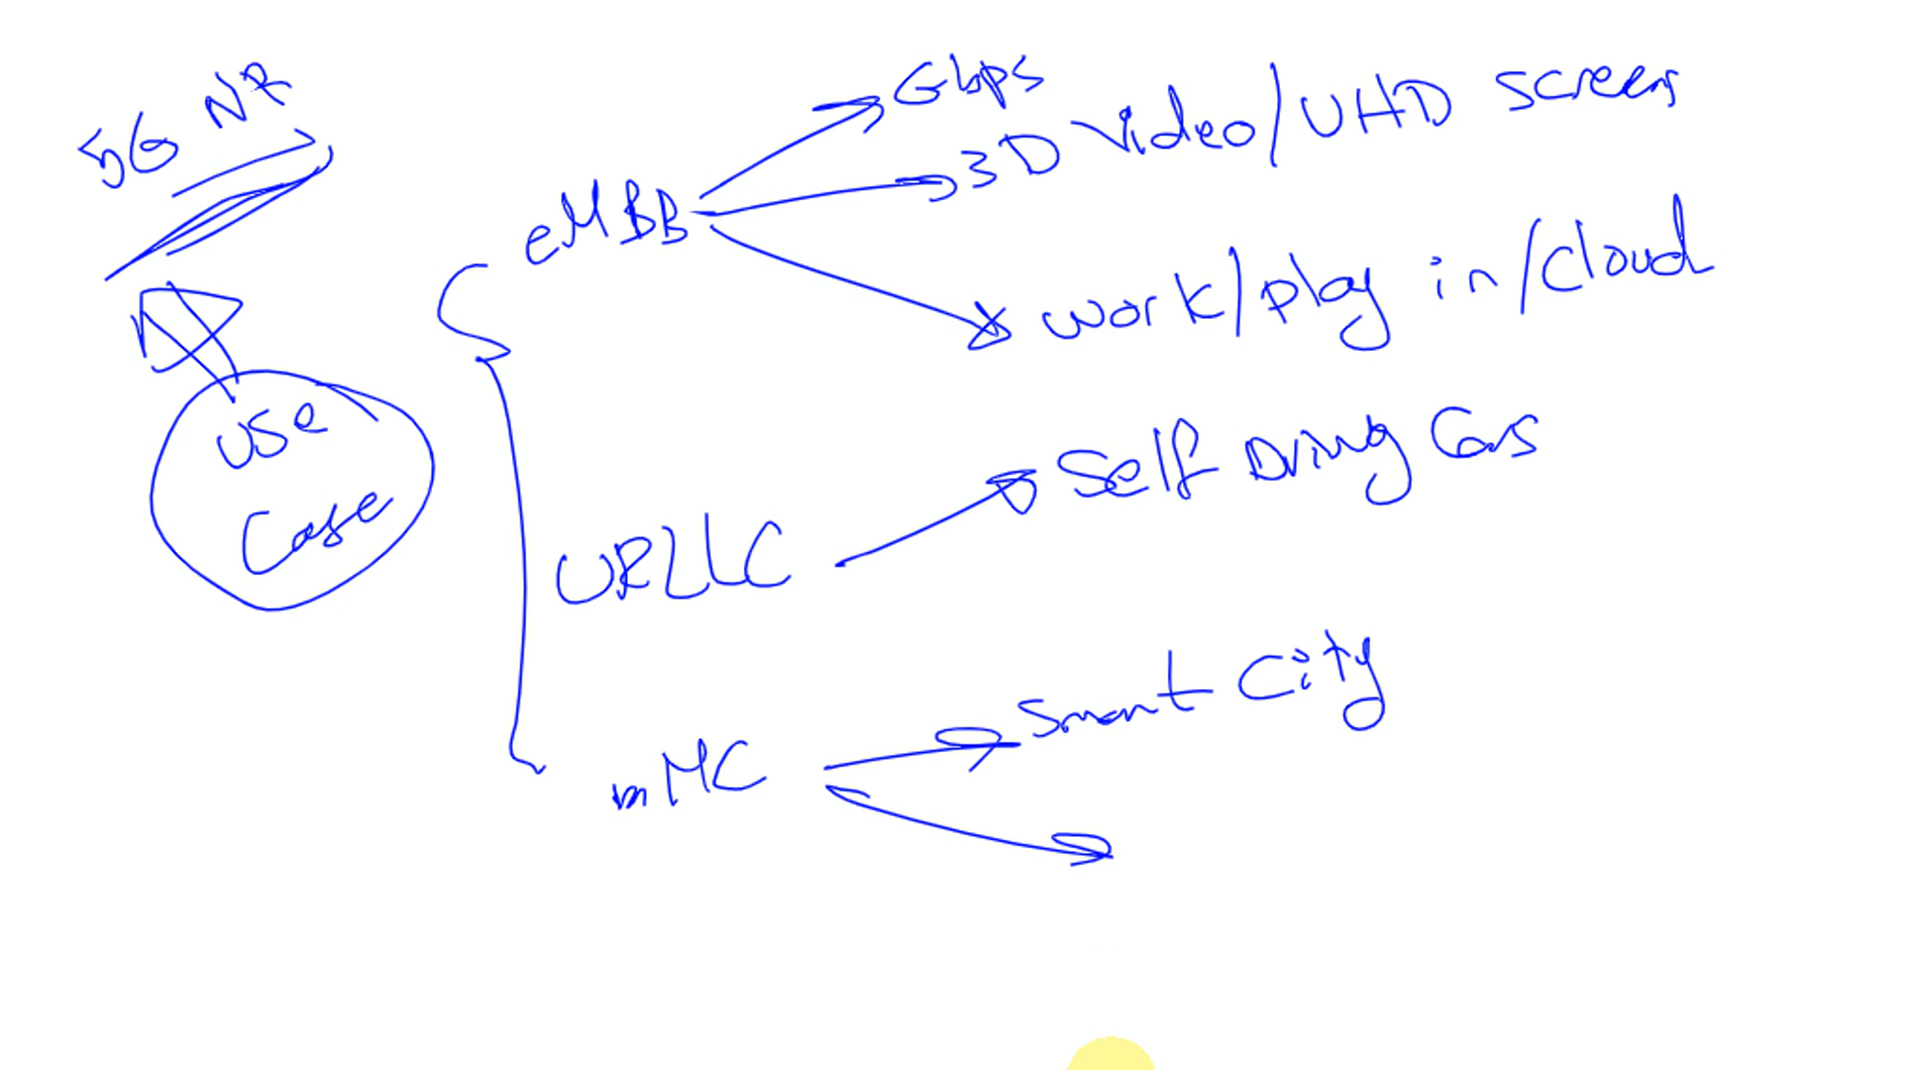 5G NR
Use
Case
eMBB
Gbps
3D Video/UHD screen
work/play in/cloud
URLLC
Self Driving Cars
mMC
Smart City